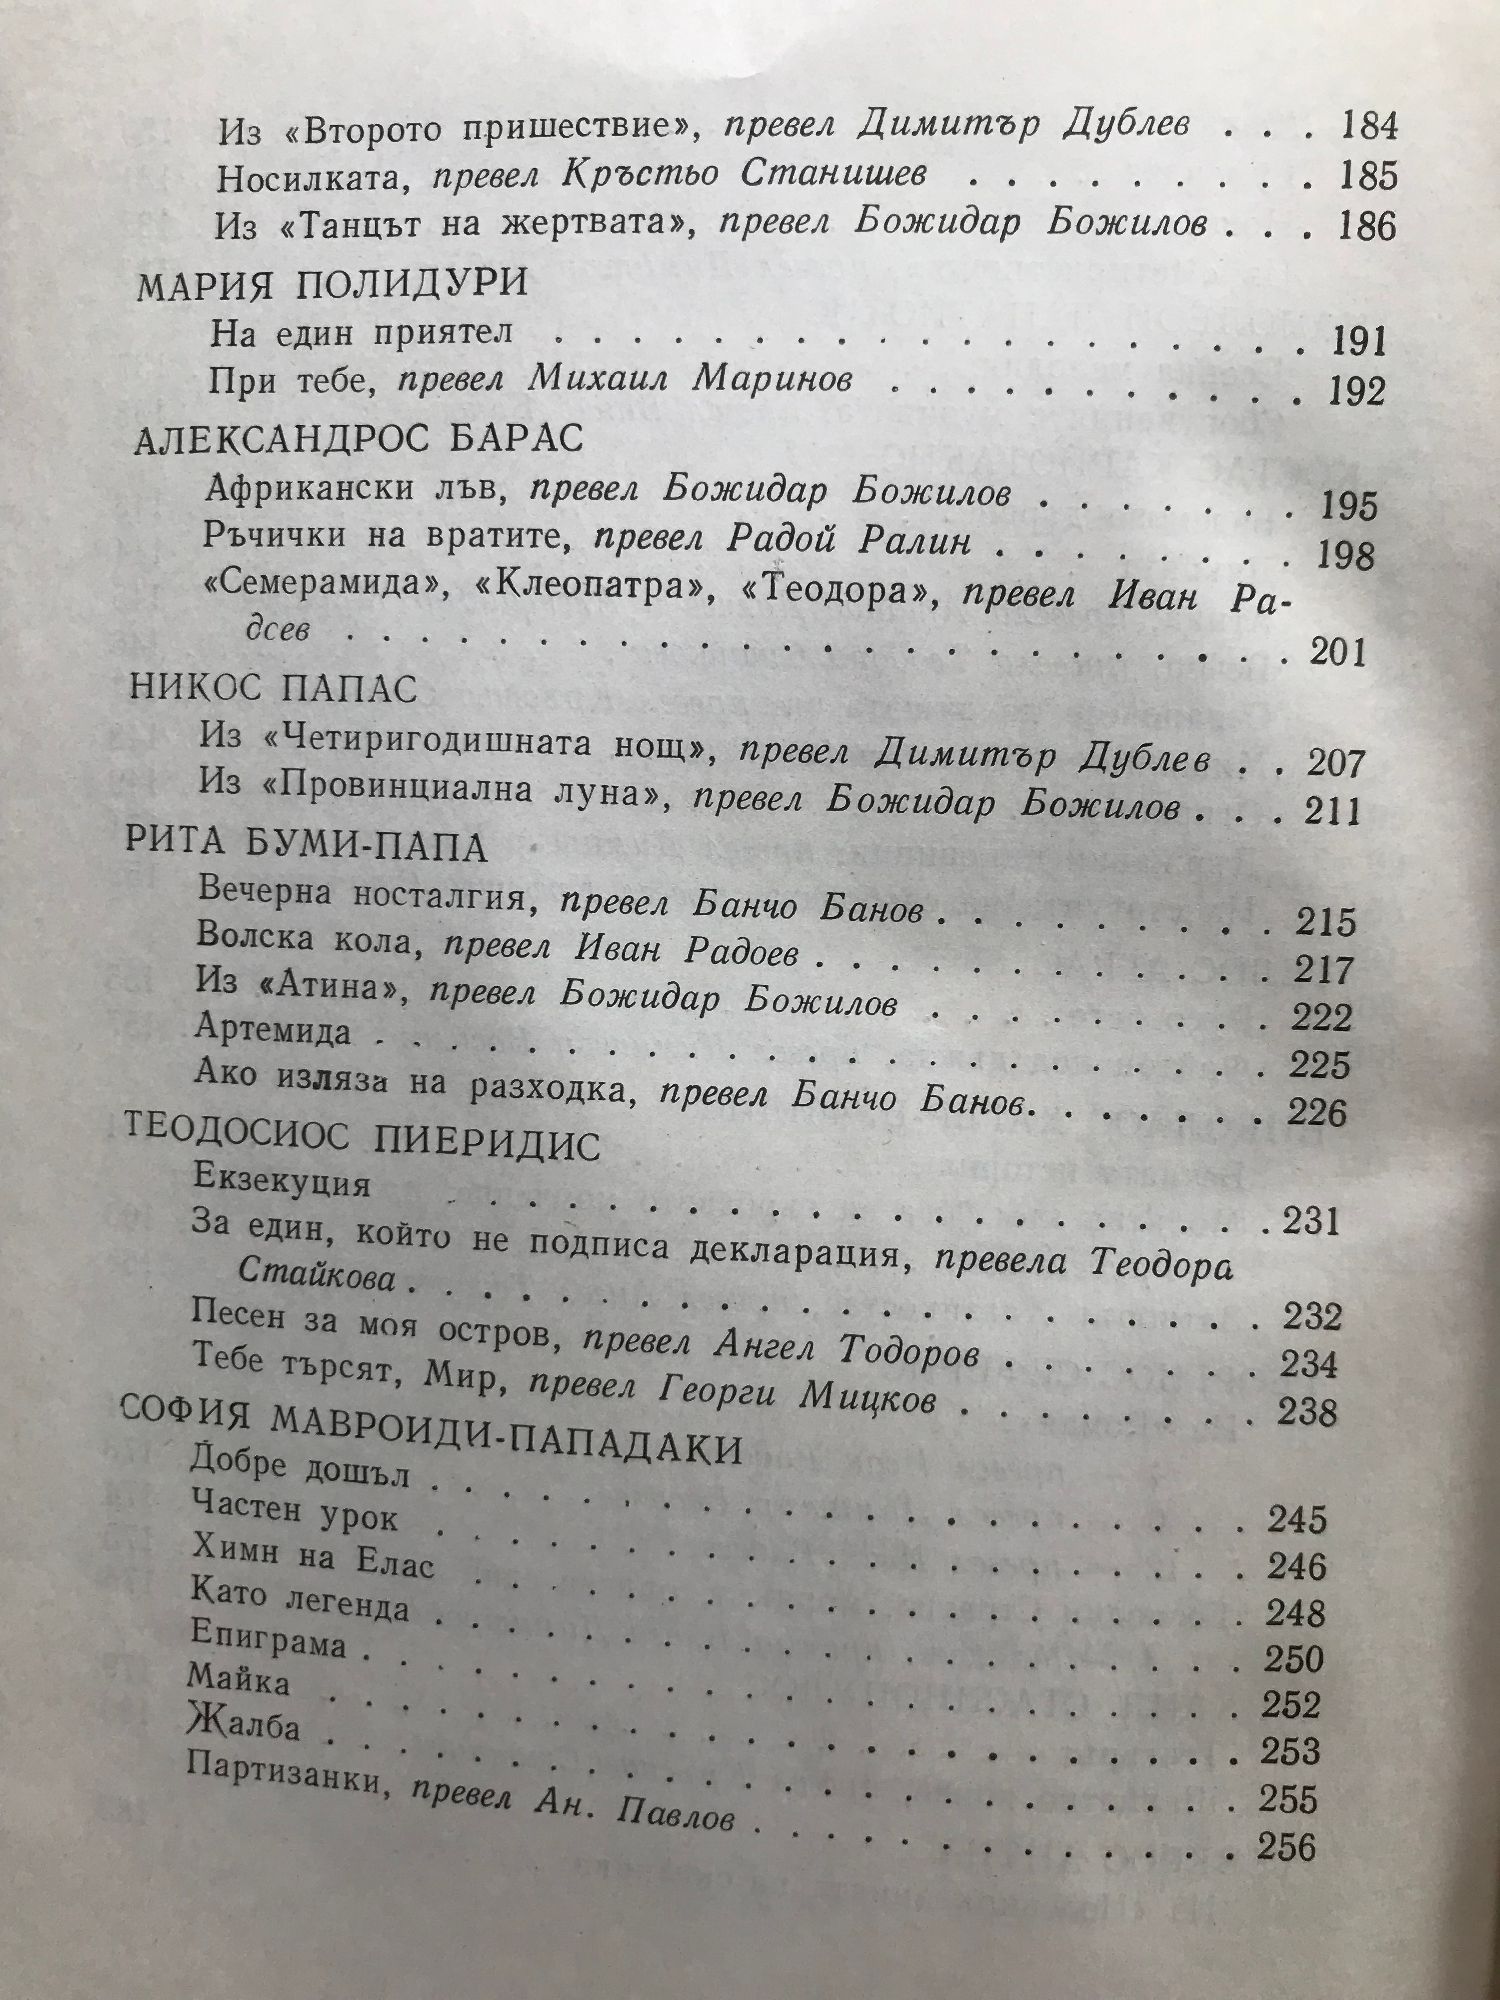 Из «Второто пришествие», превел Димитър Дублев . . . 184
Носилката, превел Кръстьо Станишев . . . . . . . . . 185
Из «Танцът на жертвата», превел Божидар Божилов . . . 186
МАРИЯ ПОЛИДУРИ
На един приятел . . . . . . . . . . . . . . . . . . . 191
При тебе, превел Михаил Маринов . . . . . . . . . . . 192
АЛЕКСАНДРОС БАРАС
Африкански лъв, превел Божидар Божилов . . . . . . . 195
Ръчички на вратите, превел Радой Ралин . . . . . . . . 198
«Семерамида», «Клеопатра», «Теодора», превел Иван Ра-
дсев . . . . . . . . . . . . . . . . . . . . . . . . 201
НИКОС ПАПАС
Из «Четиригодишната нощ», превел Димитър Дублев . . 207
Из «Провинциална луна», превел Божидар Божилов . . . 211
РИТА БУМИ-ПАПА
Вечерна носталгия, превел Банчо Банов . . . . . . . . . 215
Волска кола, превел Иван Радоев . . . . . . . . . . . . 217
Из «Атина», превел Божидар Божилов . . . . . . . . . 222
Артемида . . . . . . . . . . . . . . . . . . . . . . . 225
Ако изляза на разходка, превел Банчо Банов. . . . . . . 226
ТЕОДОСИОС ПИЕРИДИС
Екзекуция . . . . . . . . . . . . . . . . . . . . . 231
За един, който не подписа декларация, превела Теодора
Стайкова . . . . . . . . . . . . . . . . . . . . . . 232
Песен за моя остров, превел Ангел Тодоров . . . . . . . 234
Тебе търсят, Мир, превел Георги Мицков . . . . . . . . 238
СОФИЯ МАВРОИДИ-ПАПАДАКИ
Добре дошъл . . . . . . . . . . . . . . . . . . . . . 245
Частен урок . . . . . . . . . . . . . . . . . . . . . 246
Химн на Елас . . . . . . . . . . . . . . . . . . . . 248
Като легенда . . . . . . . . . . . . . . . . . . . . . 250
Епиграма . . . . . . . . . . . . . . . . . . . . . . . 252
Майка . . . . . . . . . . . . . . . . . . . . . . . . 253
Жалба . . . . . . . . . . . . . . . . . . . . . . . . 255
Партизанки, превел Ан. Павлов . . . . . . . . . . . . . 256